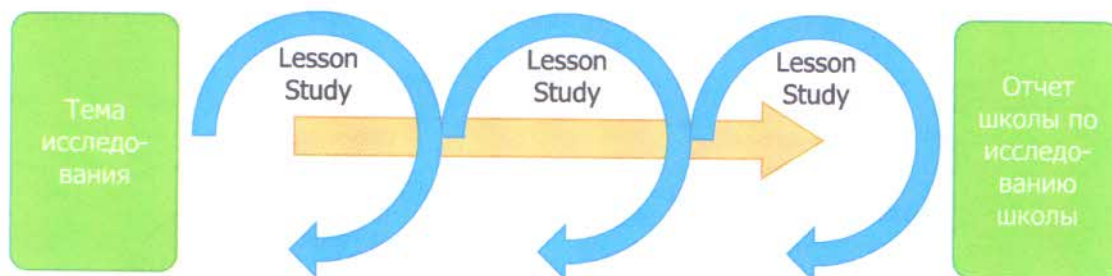 Тема
исследо-
вания
Lesson
Study
Lesson
Study
Lesson
Study
Отчет
школы по
исследо-
ванию
школы